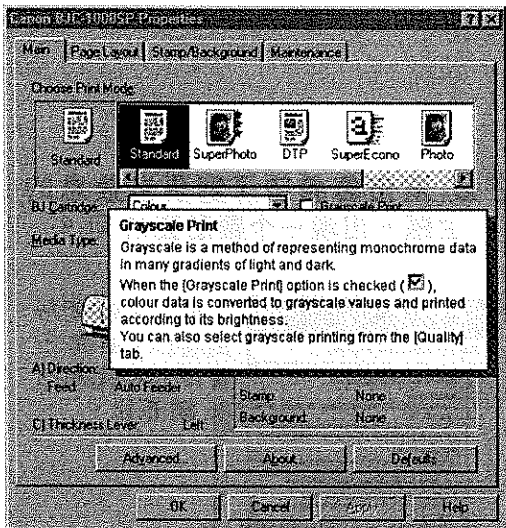 Canon BJC-1000SP Properties
Main Page Layout Stamp/Background Maintenance
Choose Print Mode
Standard Standard SuperPhoto DTP SuperEcono Photo
BJ Cartridge: Colour Grayscale Print
Media Type:
Grayscale Print
Grayscale is a method of representing monochrome data
in many gradients of light and dark.
When the [Grayscale Print] option is checked ( ),
colour data is converted to grayscale values and printed
according to its brightness.
You can also select grayscale printing from the [Quality]
tab.
A) Direction:
Feed Auto Feeder
Stamp: None
C) Thickness Lever: Left Background: None
Advanced... About... Defaults
OK Cancel Apply Help